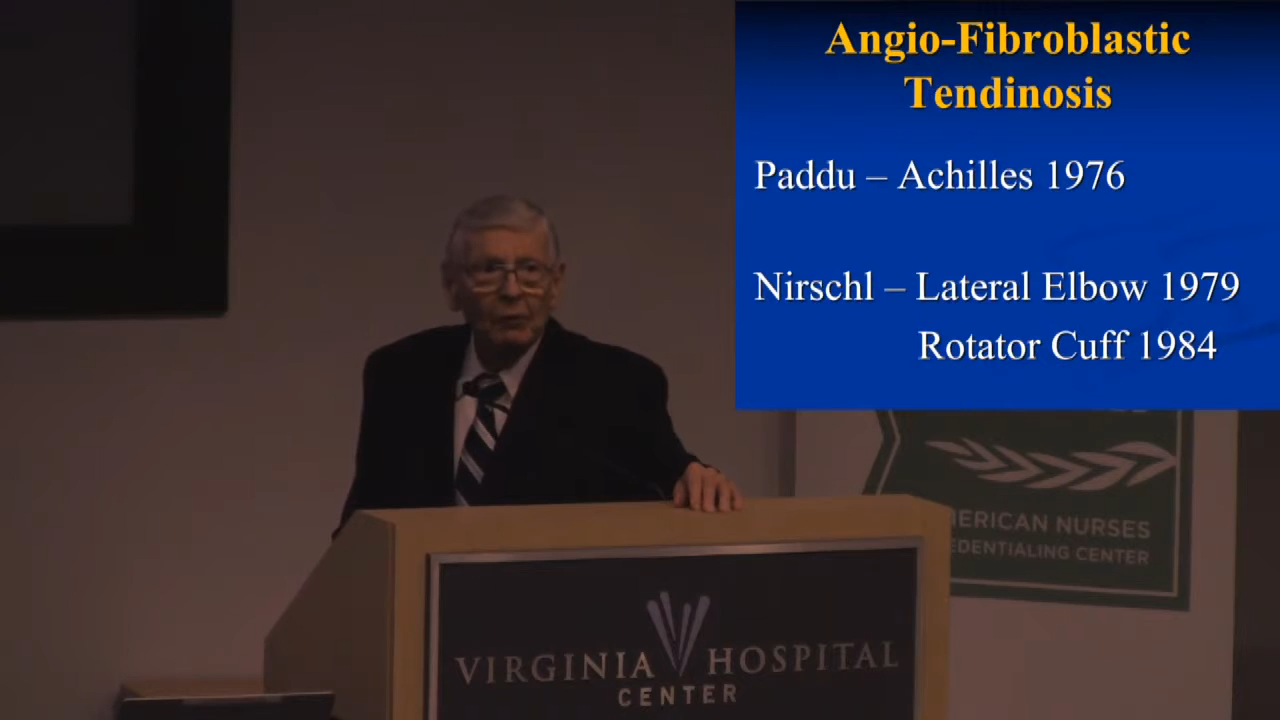 Angio-Fibroblastic
Tendinosis
Paddu – Achilles 1976
Nirschl – Lateral Elbow 1979
Rotator Cuff 1984
ERICAN NURSES
EDENTIALING CENTER
VIRGINIA HOSPITAL
CENTER